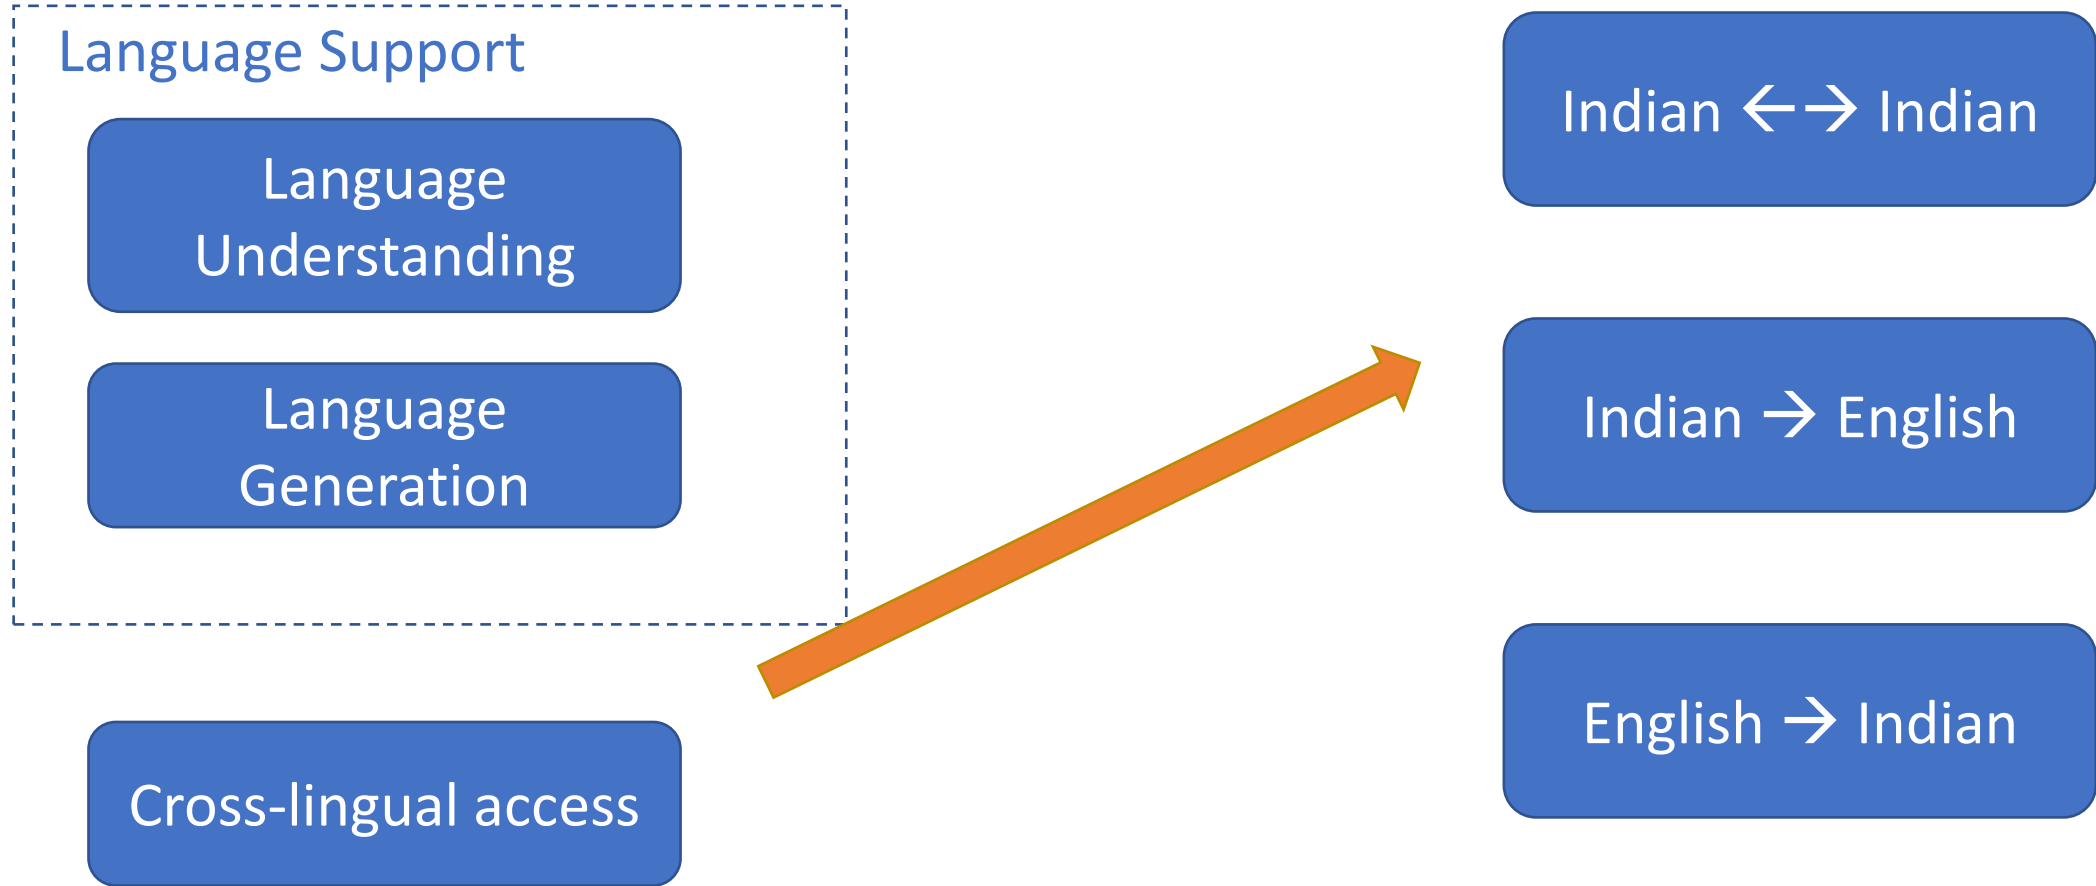 Language Support
Language
Understanding
Language
Generation
Cross-lingual access
Indian ←→ Indian
Indian → English
English → Indian